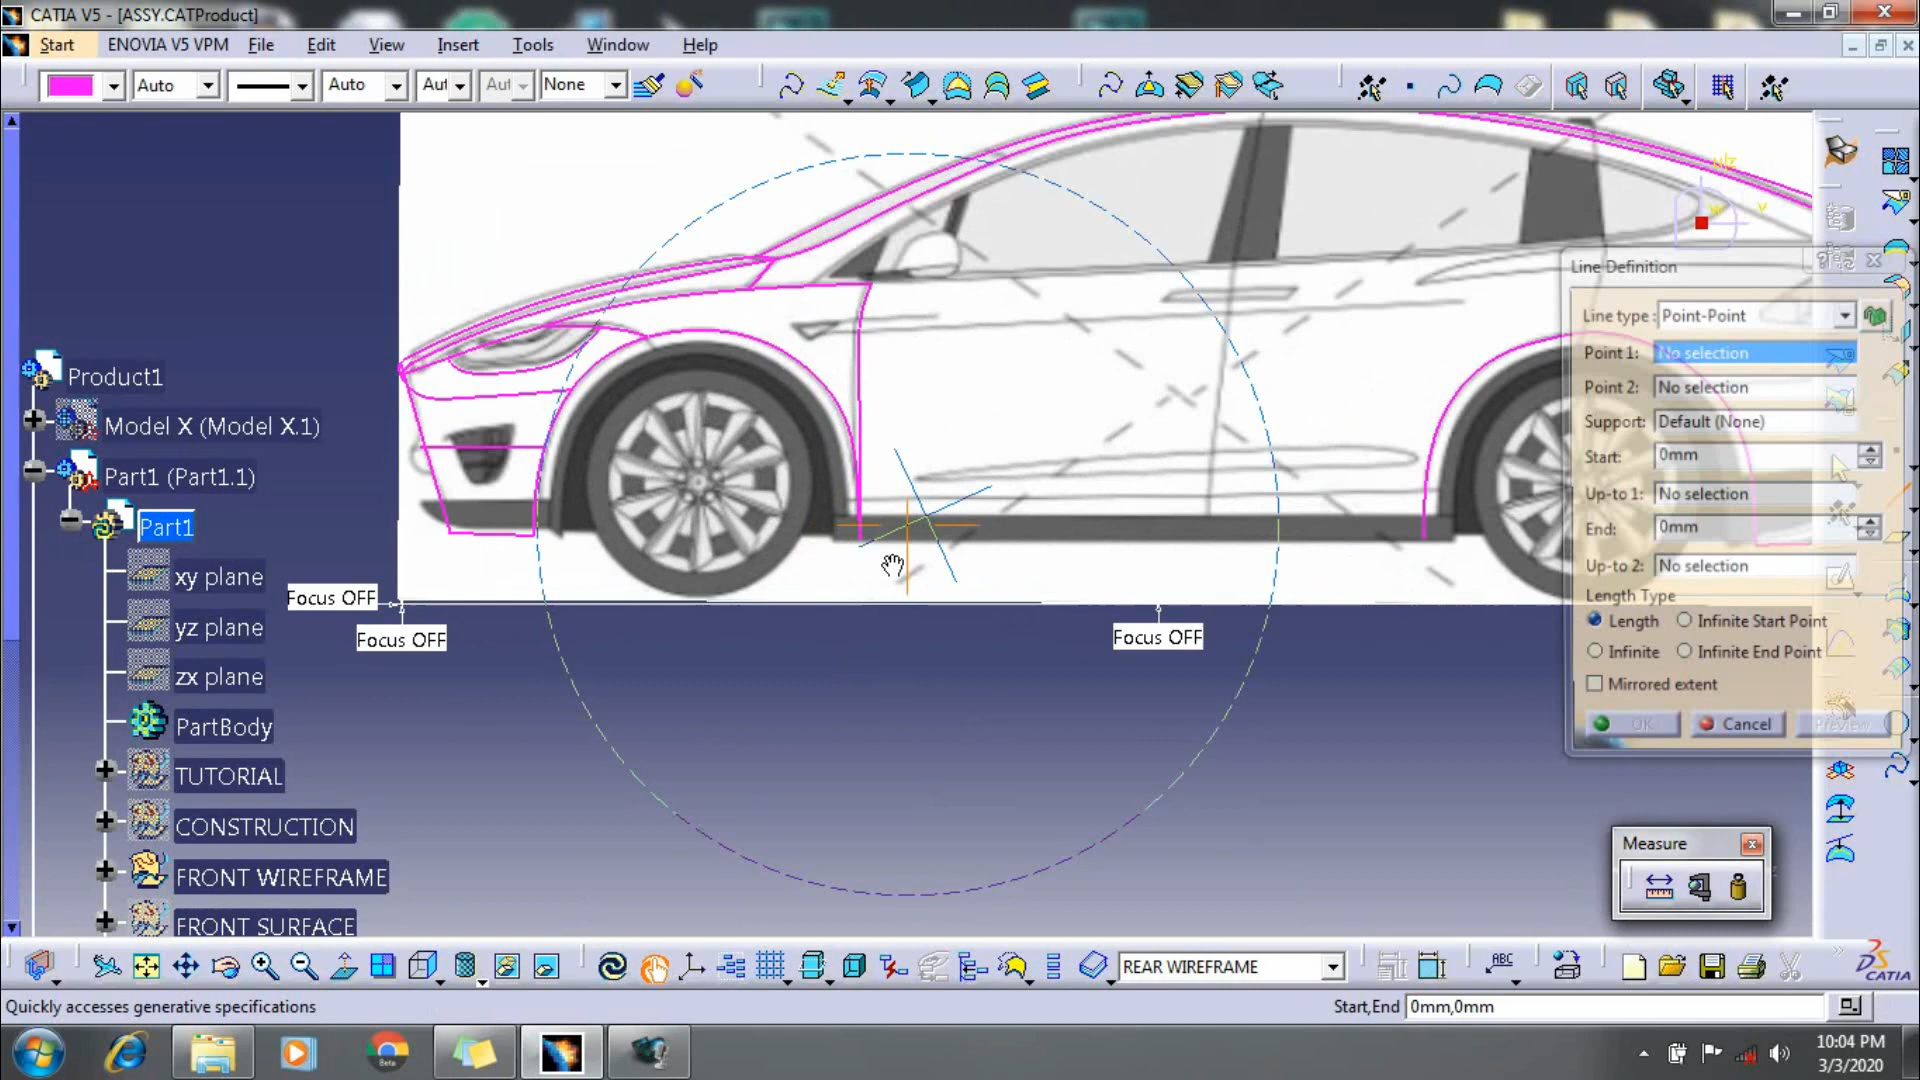 CATIA V5 - [ASSY.CATProduct]
Start
ENOVIA V5 VPM
File
Edit
View
Insert
Tools
Window
Help
Auto
Auto
Aut
Aut
None
Line Definition
Line type :
Point-Point
Point 1:
No selection
Point 2:
No selection
Support:
Default (None)
Start:
0mm
Up-to 1:
No selection
End:
0mm
Up-to 2:
No selection
Length Type
Length
Infinite Start Point
Infinite
Infinite End Point
Mirrored extent
OK
Cancel
Preview
Product1
Model X (Model X.1)
Part1 (Part1.1)
Part1
xy plane
yz plane
zx plane
PartBody
TUTORIAL
CONSTRUCTION
FRONT WIREFRAME
FRONT SURFACE
Focus OFF
Focus OFF
Focus OFF
Measure
REAR WIREFRAME
ABC
CATIA
Quickly accesses generative specifications
Start,End
0mm,0mm
Beta
10:04 PM
3/3/2020